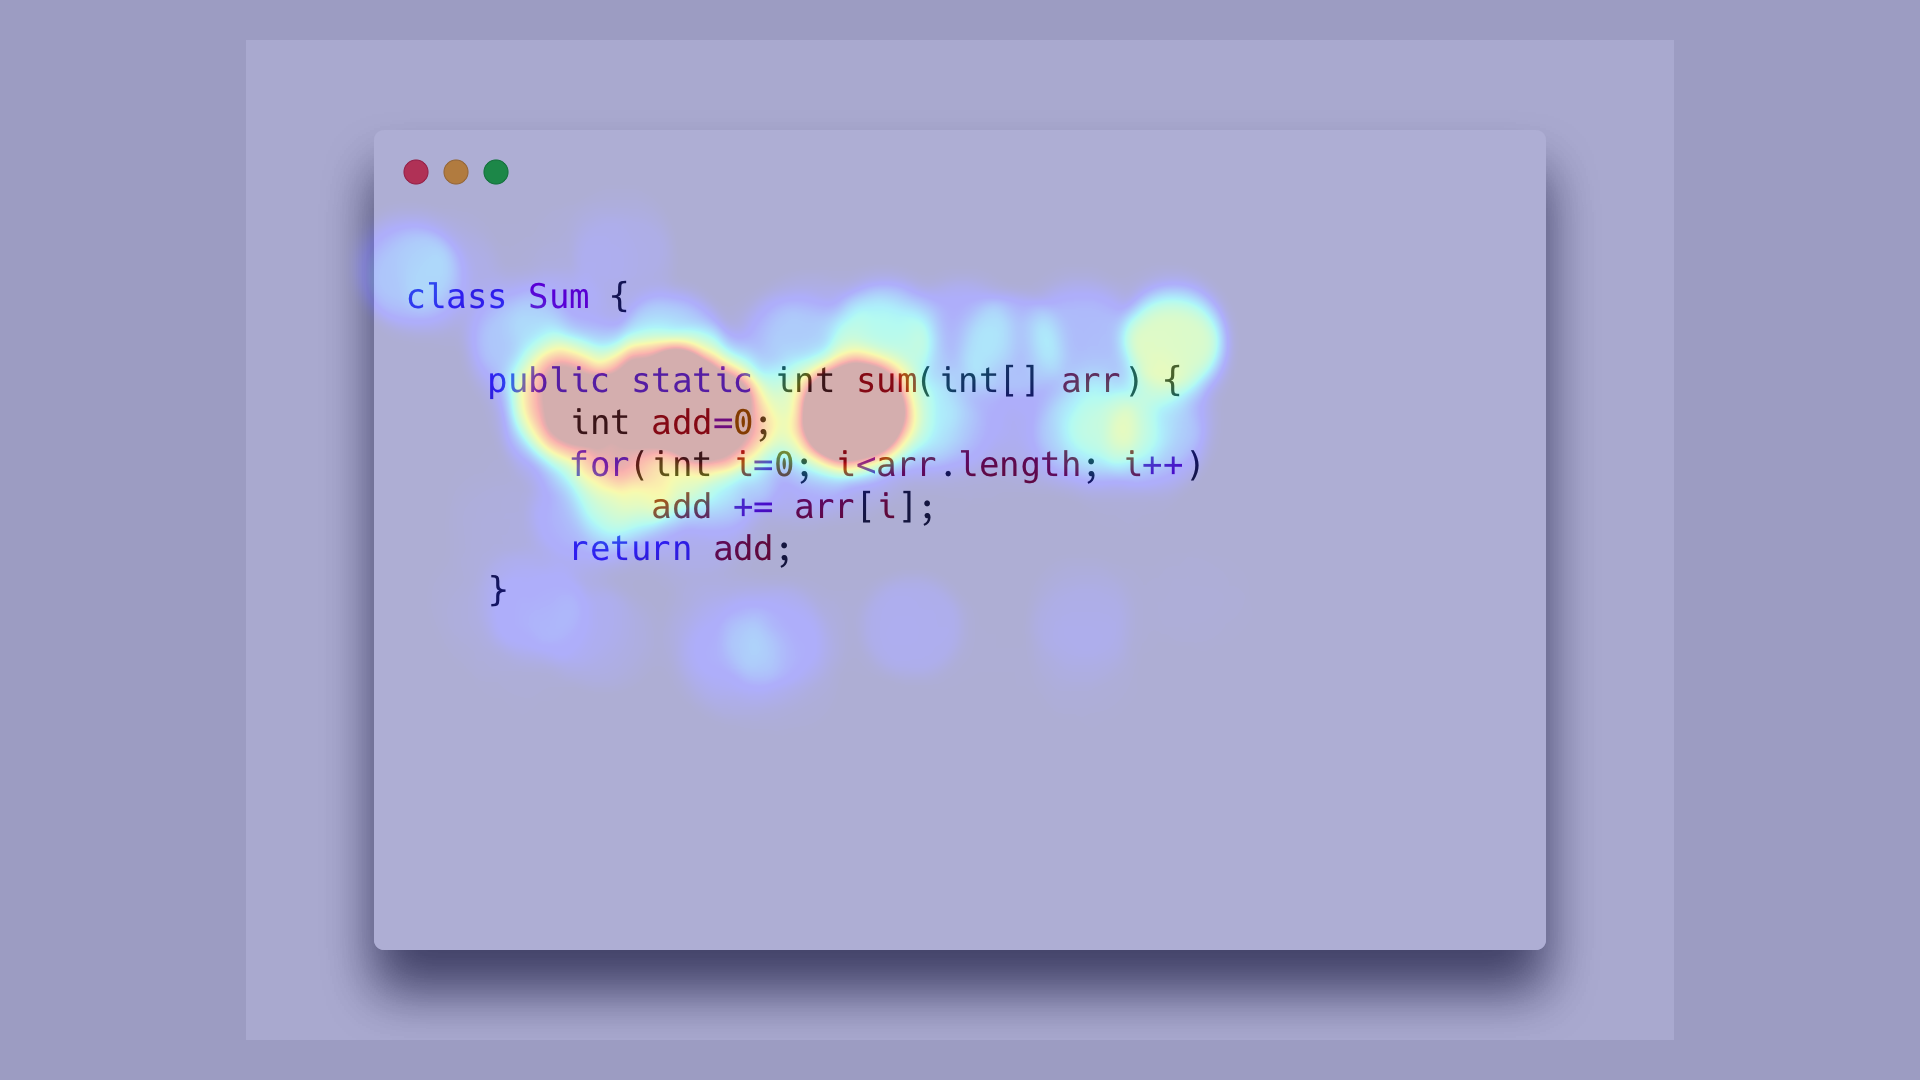 class Sum {
public static int sum(int[] arr) {
int add=0;
for(int i=0; i<arr.length; i++)
add += arr[i];
return add;
}